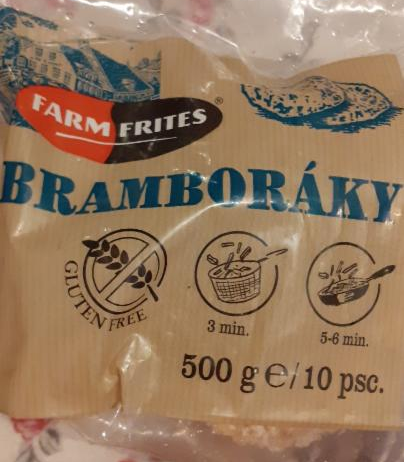 FARM FRITES®
BRAMBORÁKY
GLUTEN FREE
3 min.
5-6 min.
500 g ℮/10 psc.